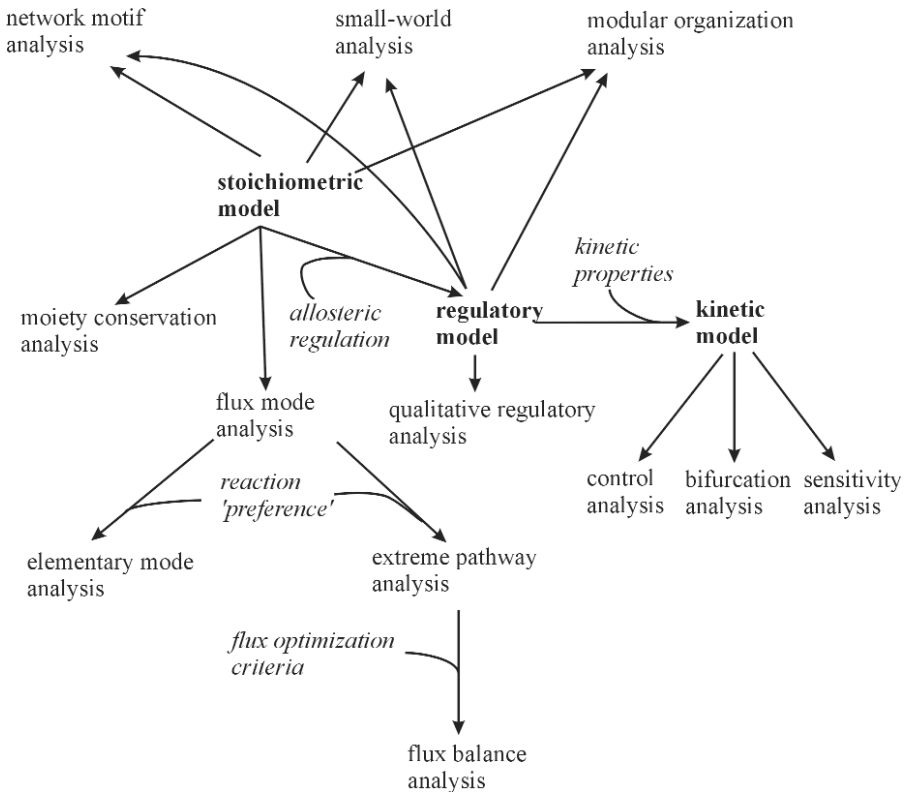 network motif
analysis
small-world
analysis
modular organization
analysis
stoichiometric
model
kinetic
properties
moiety conservation
analysis
allosteric
regulation
regulatory
model
kinetic
model
flux mode
analysis
qualitative regulatory
analysis
control
analysis
bifurcation
analysis
sensitivity
analysis
reaction
'preference'
elementary mode
analysis
extreme pathway
analysis
flux optimization
criteria
flux balance
analysis